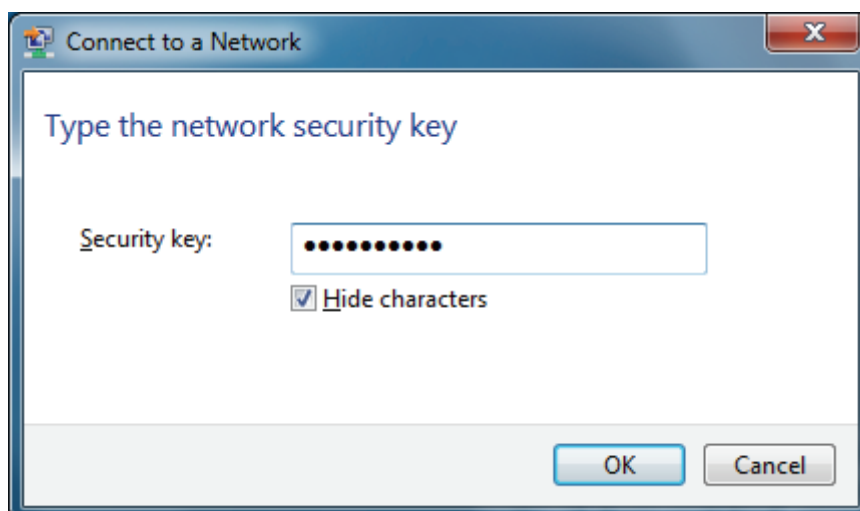 Connect to a Network
Type the network security key
Security key: ••••••••••
Hide characters
OK Cancel